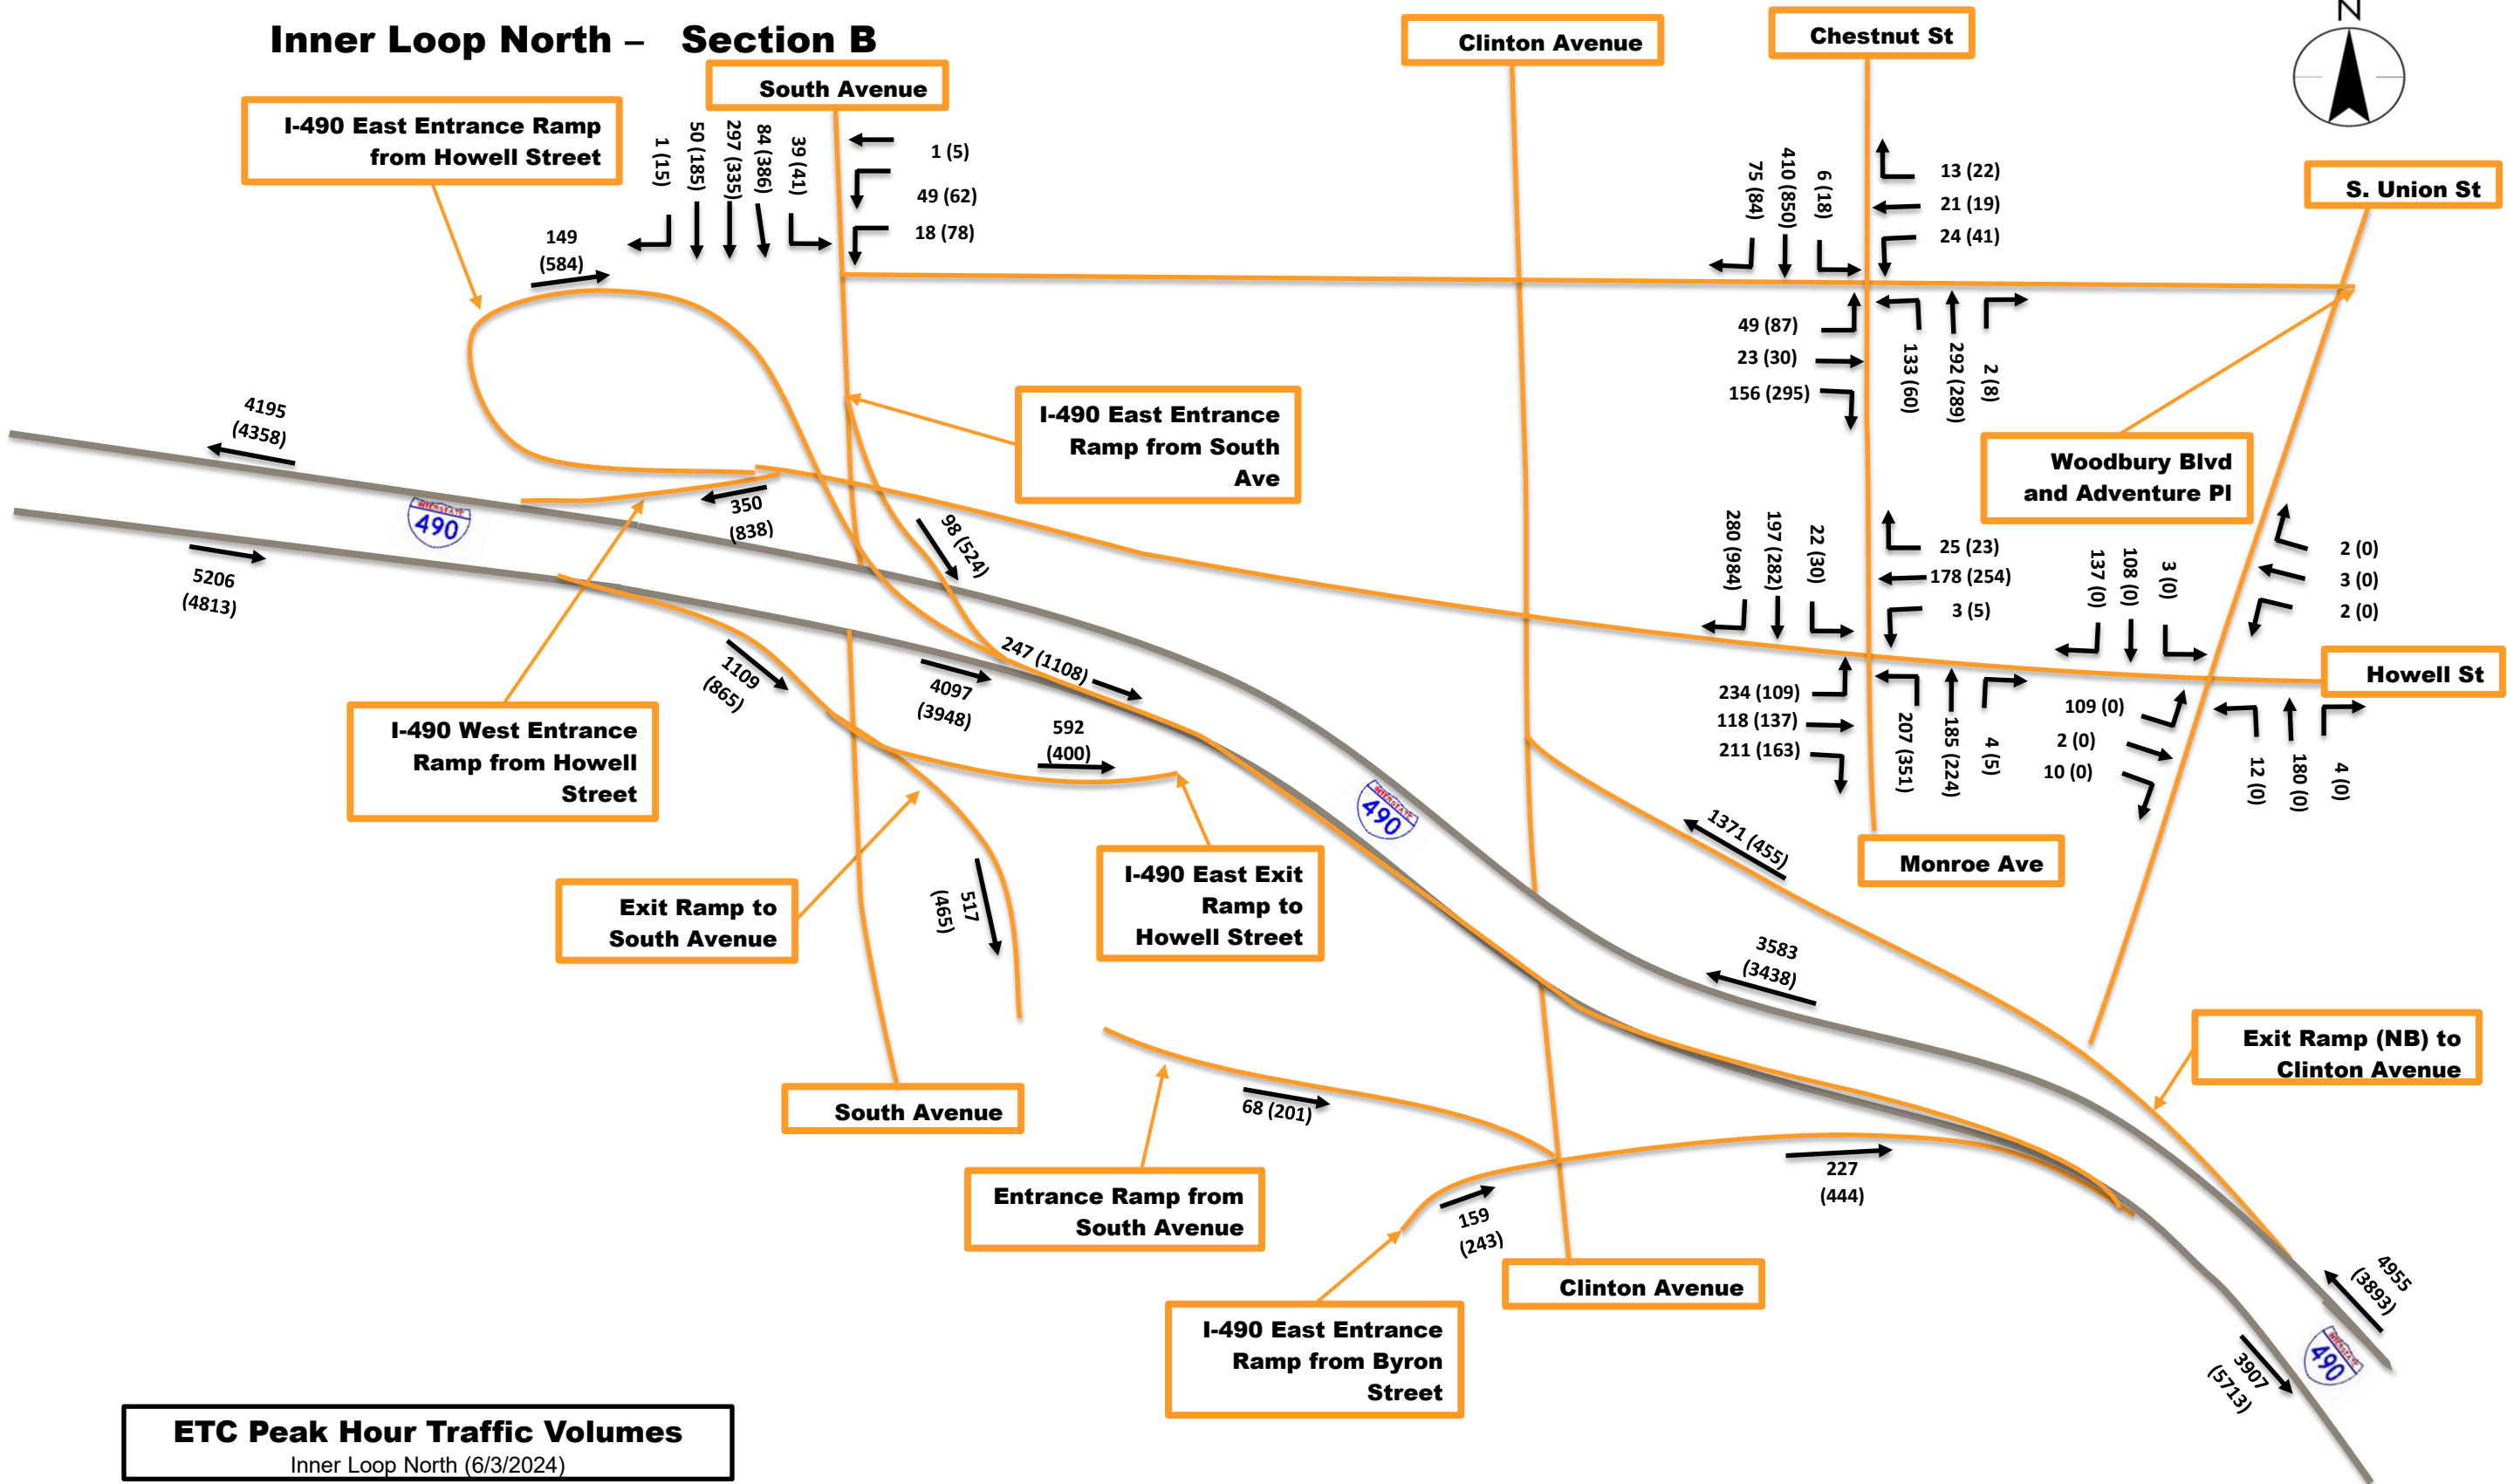 Inner Loop North – Section B
N
Clinton Avenue
Chestnut St
South Avenue
I-490 East Entrance Ramp
from Howell Street
S. Union St
1 (15)
50 (185)
297 (335)
84 (386)
39 (41)
1 (5)
49 (62)
18 (78)
75 (84)
410 (850)
6 (18)
13 (22)
21 (19)
24 (41)
149
(584)
49 (87)
23 (30)
156 (295)
133 (60)
292 (289)
2 (8)
4195
(4358)
I-490 East Entrance
Ramp from South
Ave
Woodbury Blvd
and Adventure Pl
INTERSTATE
490
350
(838)
98 (524)
5206
(4813)
280 (984)
197 (282)
22 (30)
25 (23)
178 (254)
3 (5)
137 (0)
108 (0)
3 (0)
2 (0)
3 (0)
2 (0)
Howell St
1109
(865)
4097
(3948)
247 (1108)
234 (109)
118 (137)
211 (163)
207 (351)
185 (224)
4 (5)
109 (0)
2 (0)
10 (0)
12 (0)
180 (0)
4 (0)
I-490 West Entrance
Ramp from Howell
Street
592
(400)
INTERSTATE
490
1371 (455)
Monroe Ave
Exit Ramp to
South Avenue
517
(465)
I-490 East Exit
Ramp to
Howell Street
3583
(3438)
Exit Ramp (NB) to
Clinton Avenue
South Avenue
68 (201)
Entrance Ramp from
South Avenue
159
(243)
227
(444)
Clinton Avenue
I-490 East Entrance
Ramp from Byron
Street
4955
(3893)
INTERSTATE
490
3907
(5713)
ETC Peak Hour Traffic Volumes
Inner Loop North (6/3/2024)